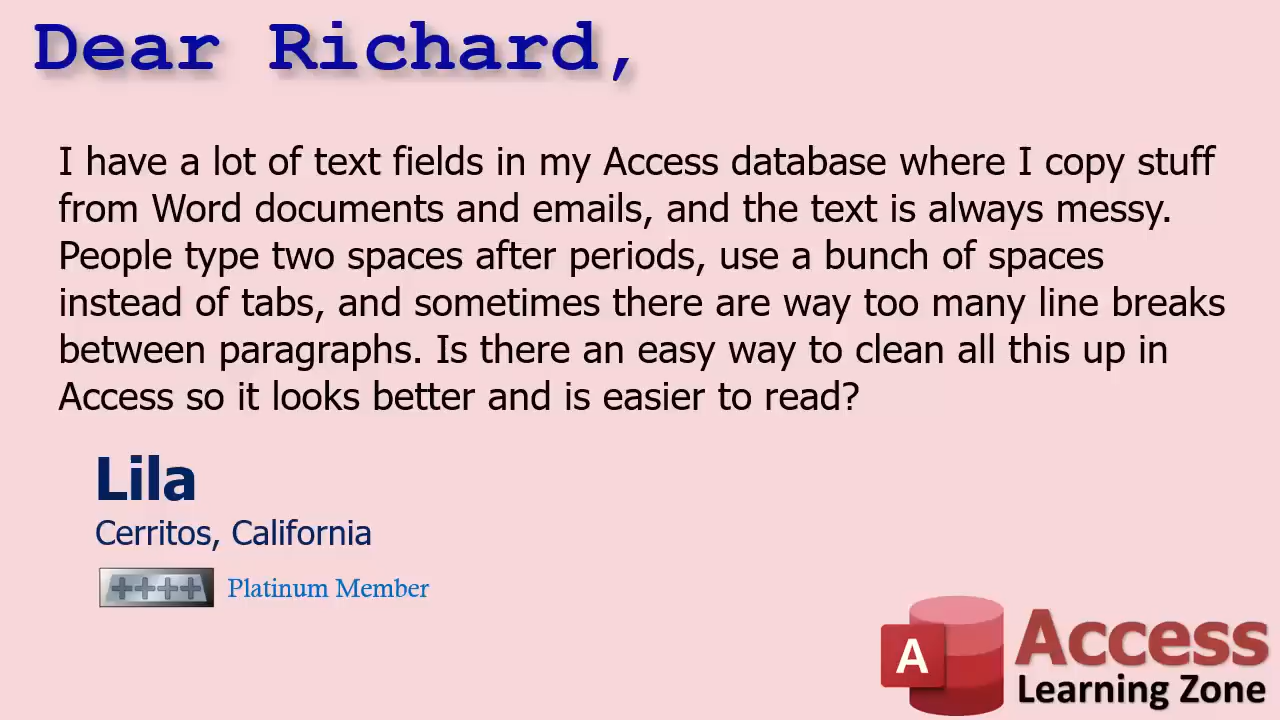 Dear Richard,
I have a lot of text fields in my Access database where I copy stuff
from Word documents and emails, and the text is always messy.
People type two spaces after periods, use a bunch of spaces
instead of tabs, and sometimes there are way too many line breaks
between paragraphs. Is there an easy way to clean all this up in
Access so it looks better and is easier to read?
Lila
Cerritos, California
++++ Platinum Member
A Access
Learning Zone